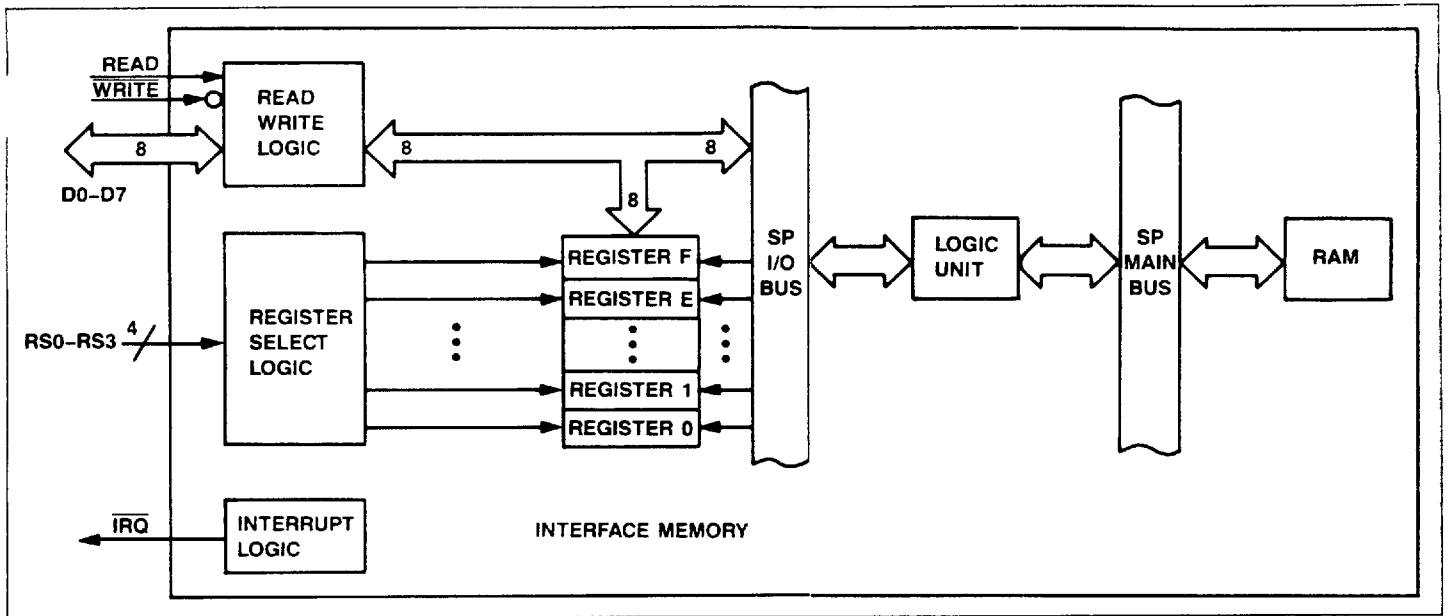 READ
WRITE
READ
WRITE
LOGIC
8
8
8
D0–D7
8
REGISTER
SELECT
LOGIC
RS0–RS3
4
REGISTER F
REGISTER E
REGISTER 1
REGISTER 0
SP
I/O
BUS
LOGIC
UNIT
SP
MAIN
BUS
RAM
IRQ
INTERRUPT
LOGIC
INTERFACE MEMORY